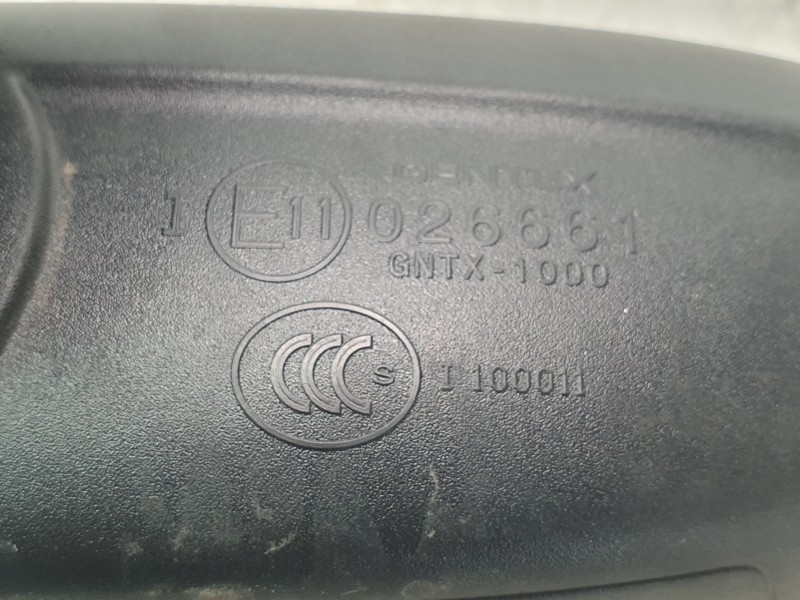 GENTEX
I E11 026661
GNTX-1000
CCC S I 100011